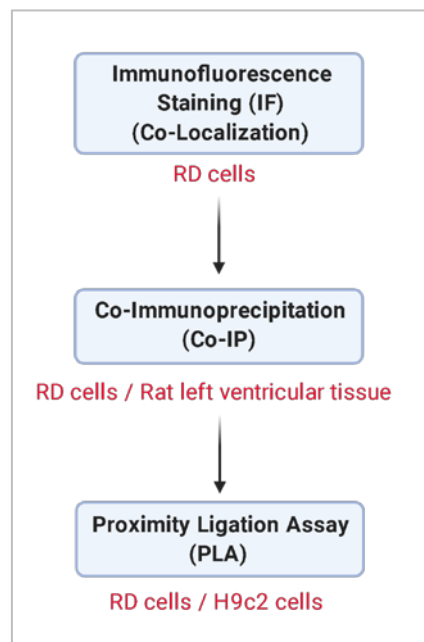 Immunofluorescence
Staining (IF)
(Co-Localization)
RD cells
Co-Immunoprecipitation
(Co-IP)
RD cells / Rat left ventricular tissue
Proximity Ligation Assay
(PLA)
RD cells / H9c2 cells